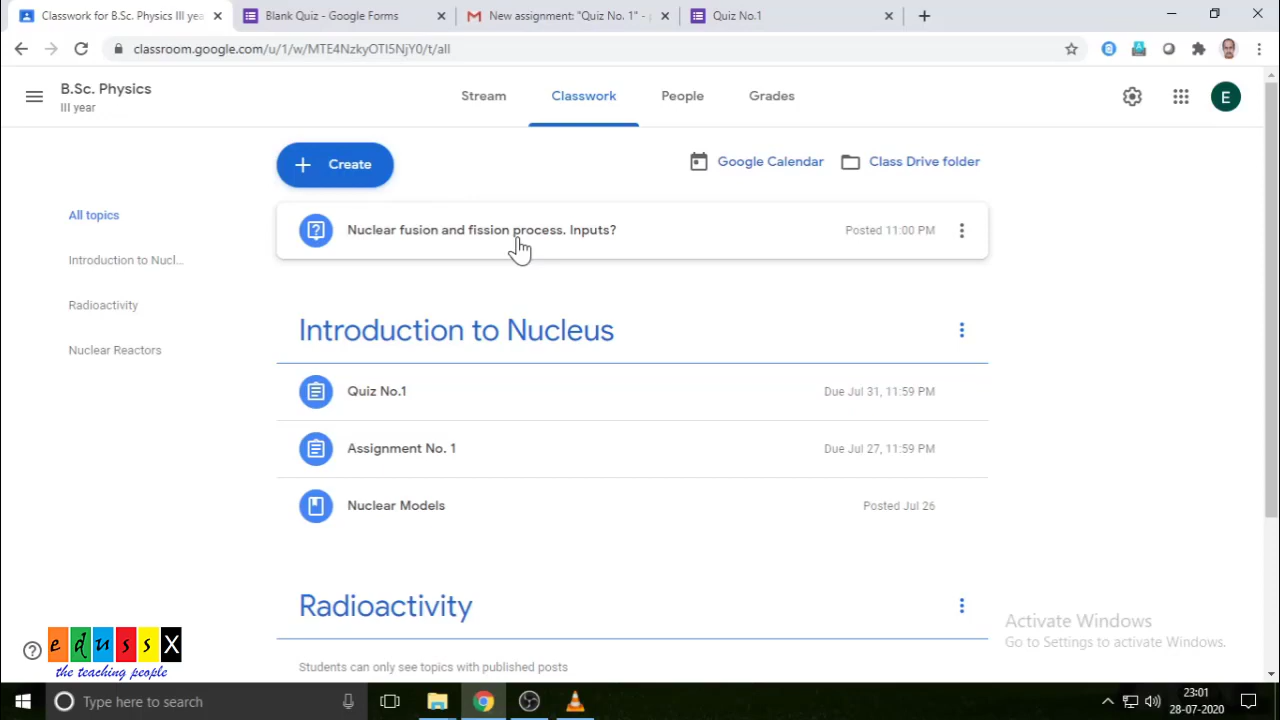 Classwork for B.Sc. Physics III year
Blank Quiz - Google Forms
New assignment: "Quiz No. 1" -
Quiz No.1
classroom.google.com/u/1/w/MTE4NzkyOTI5NjY0/t/all
B.Sc. Physics
III year
Stream
Classwork
People
Grades
E
Create
Google Calendar
Class Drive folder
All topics
Introduction to Nucl...
Radioactivity
Nuclear Reactors
Nuclear fusion and fission process. Inputs?
Posted 11:00 PM
Introduction to Nucleus
Quiz No.1
Due Jul 31, 11:59 PM
Assignment No. 1
Due Jul 27, 11:59 PM
Nuclear Models
Posted Jul 26
Radioactivity
Students can only see topics with published posts
Activate Windows
Go to Settings to activate Windows.
edussX
the teaching people
Type here to search
23:01
28-07-2020